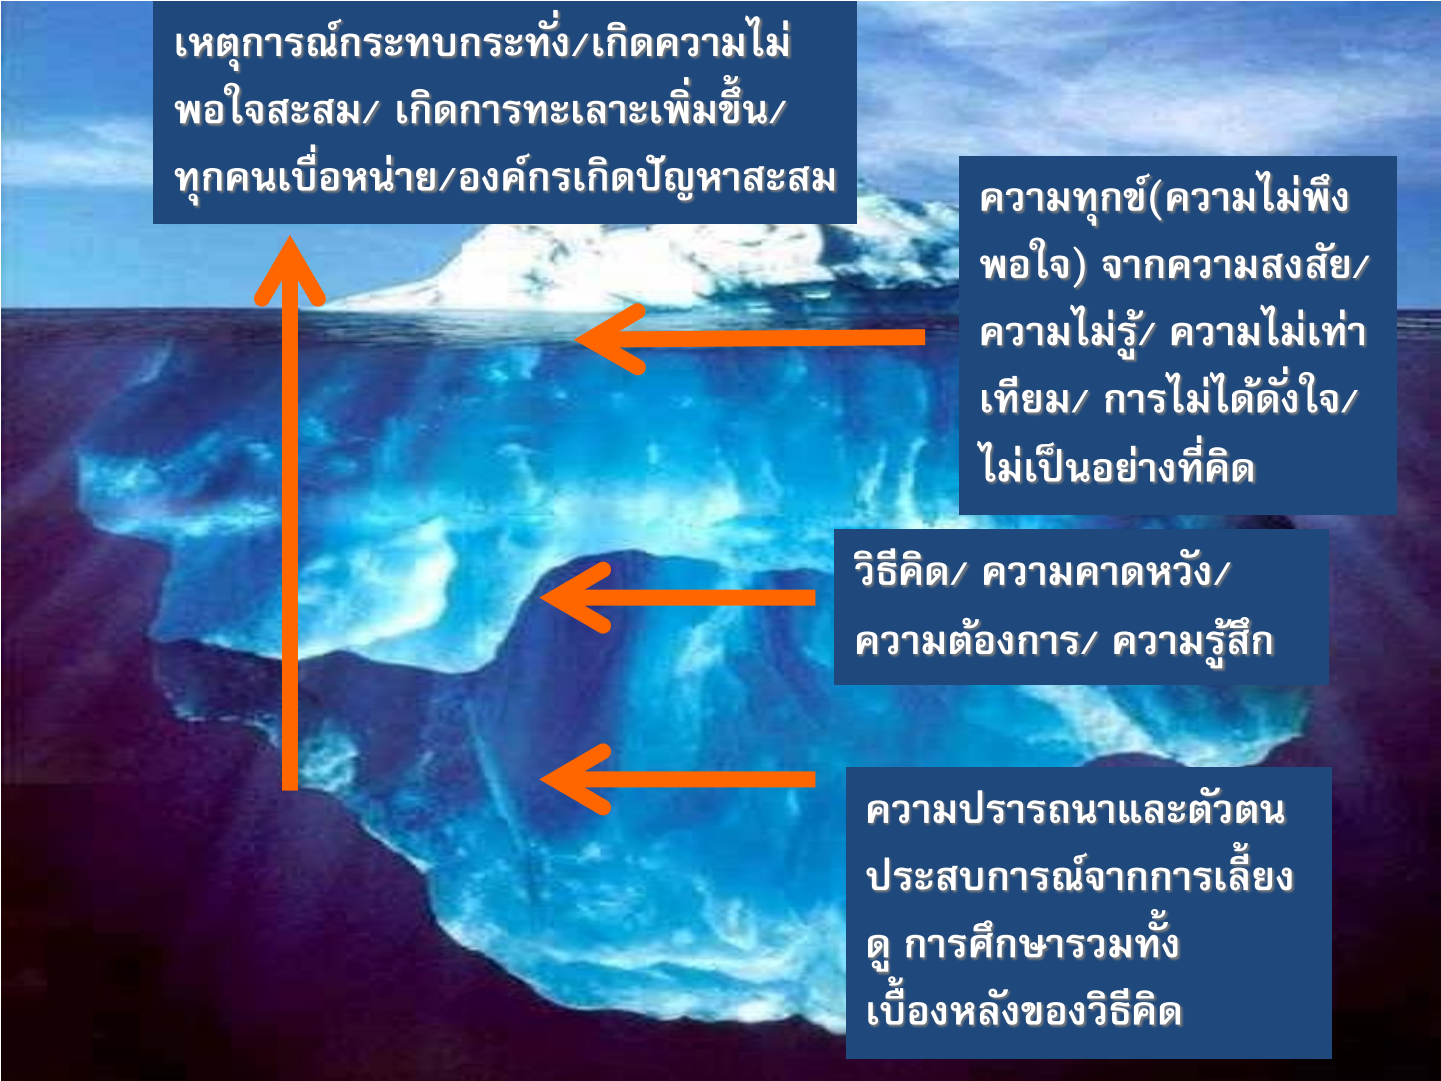 เหตุการณ์กระทบกระทั่ง/เกิดความไม่
พอใจสะสม/ เกิดการทะเลาะเพิ่มขึ้น/
ทุกคนเบื่อหน่าย/องค์กรเกิดปัญหาสะสม
ความทุกข์(ความไม่พึง
พอใจ) จากความสงสัย/
ความไม่รู้/ ความไม่เท่า
เทียม/ การไม่ได้ดั่งใจ/
ไม่เป็นอย่างที่คิด
วิธีคิด/ ความคาดหวัง/
ความต้องการ/ ความรู้สึก
ความปรารถนาและตัวตน
ประสบการณ์จากการเลี้ยง
ดู การศึกษารวมทั้ง
เบื้องหลังของวิธีคิด